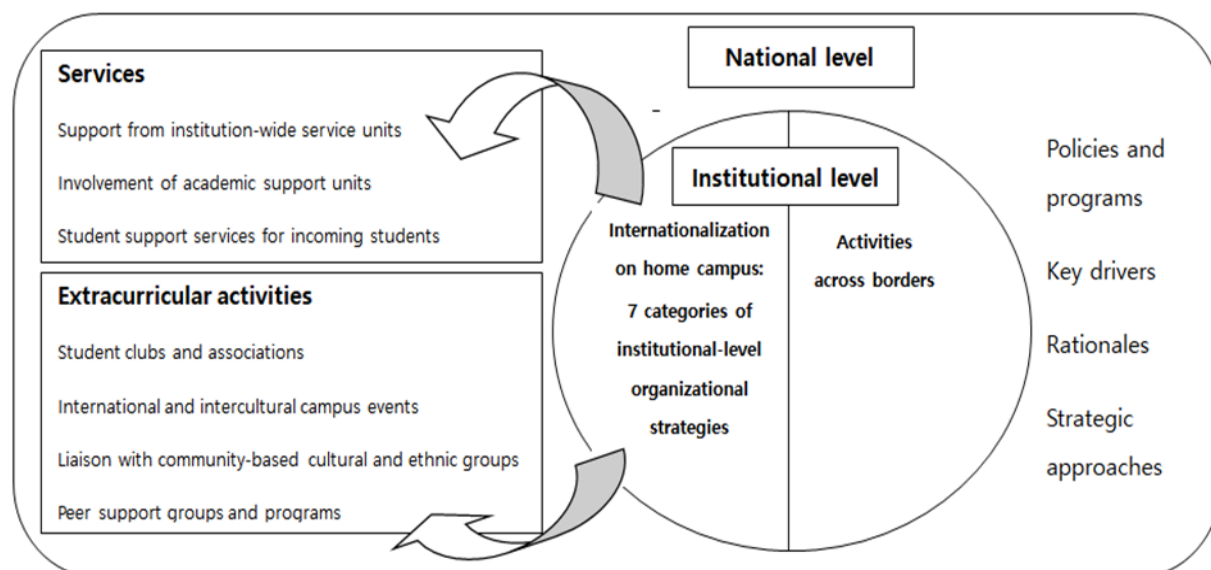 Services
Support from institution-wide service units
Involvement of academic support units
Student support services for incoming students
Extracurricular activities
Student clubs and associations
International and intercultural campus events
Liaison with community-based cultural and ethnic groups
Peer support groups and programs
National level
Institutional level
Internationalization
on home campus:
7 categories of
institutional-level
organizational
strategies
Activities
across borders
Policies and
programs
Key drivers
Rationales
Strategic
approaches